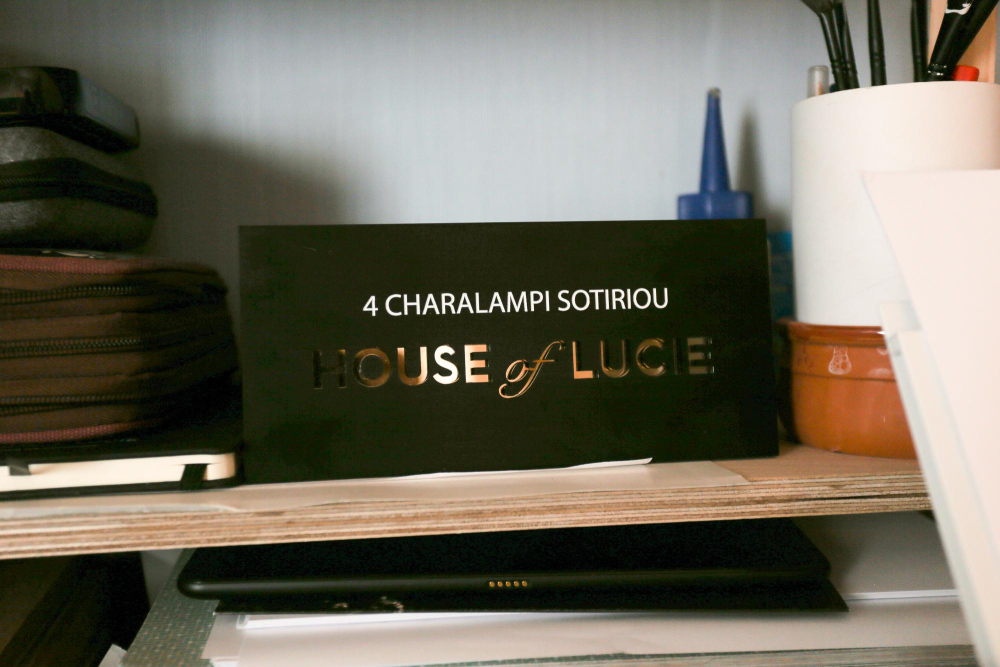 4 CHARALAMPI SOTIRIOU
HOUSE of LUCIE